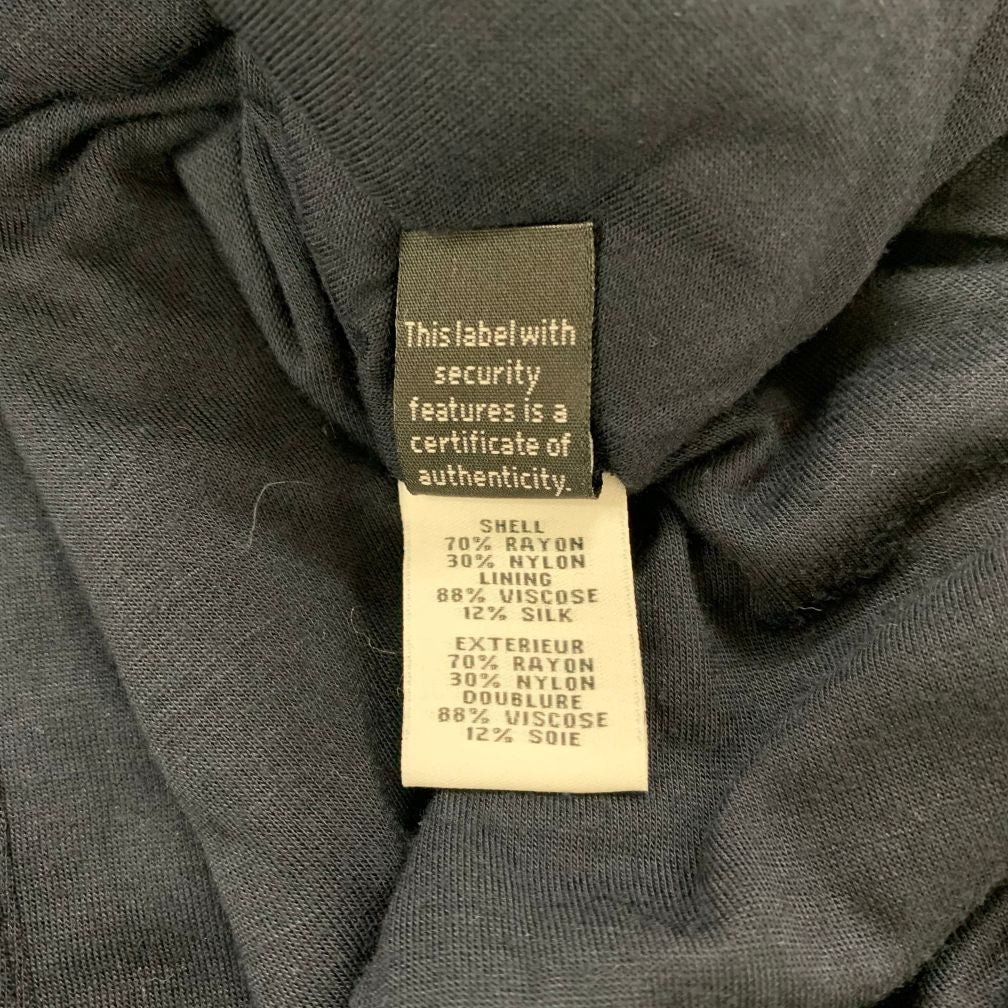 This label with
security
features is a
certificate of
authenticity.
SHELL
70% RAYON
30% NYLON
LINING
88% VISCOSE
12% SILK
EXTERIEUR
70% RAYON
30% NYLON
DOUBLURE
88% VISCOSE
12% SOIE